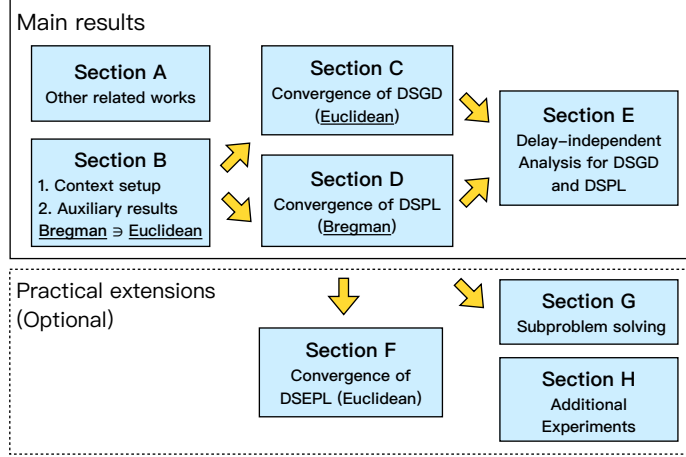 Main results
Section A
Other related works
Section B
1. Context setup
2. Auxiliary results
Bregman ∋ Euclidean
Section C
Convergence of DSGD
(Euclidean)
Section D
Convergence of DSPL
(Bregman)
Section E
Delay-independent
Analysis for DSGD
and DSPL
Practical extensions
(Optional)
Section F
Convergence of
DSEPL (Euclidean)
Section G
Subproblem solving
Section H
Additional
Experiments